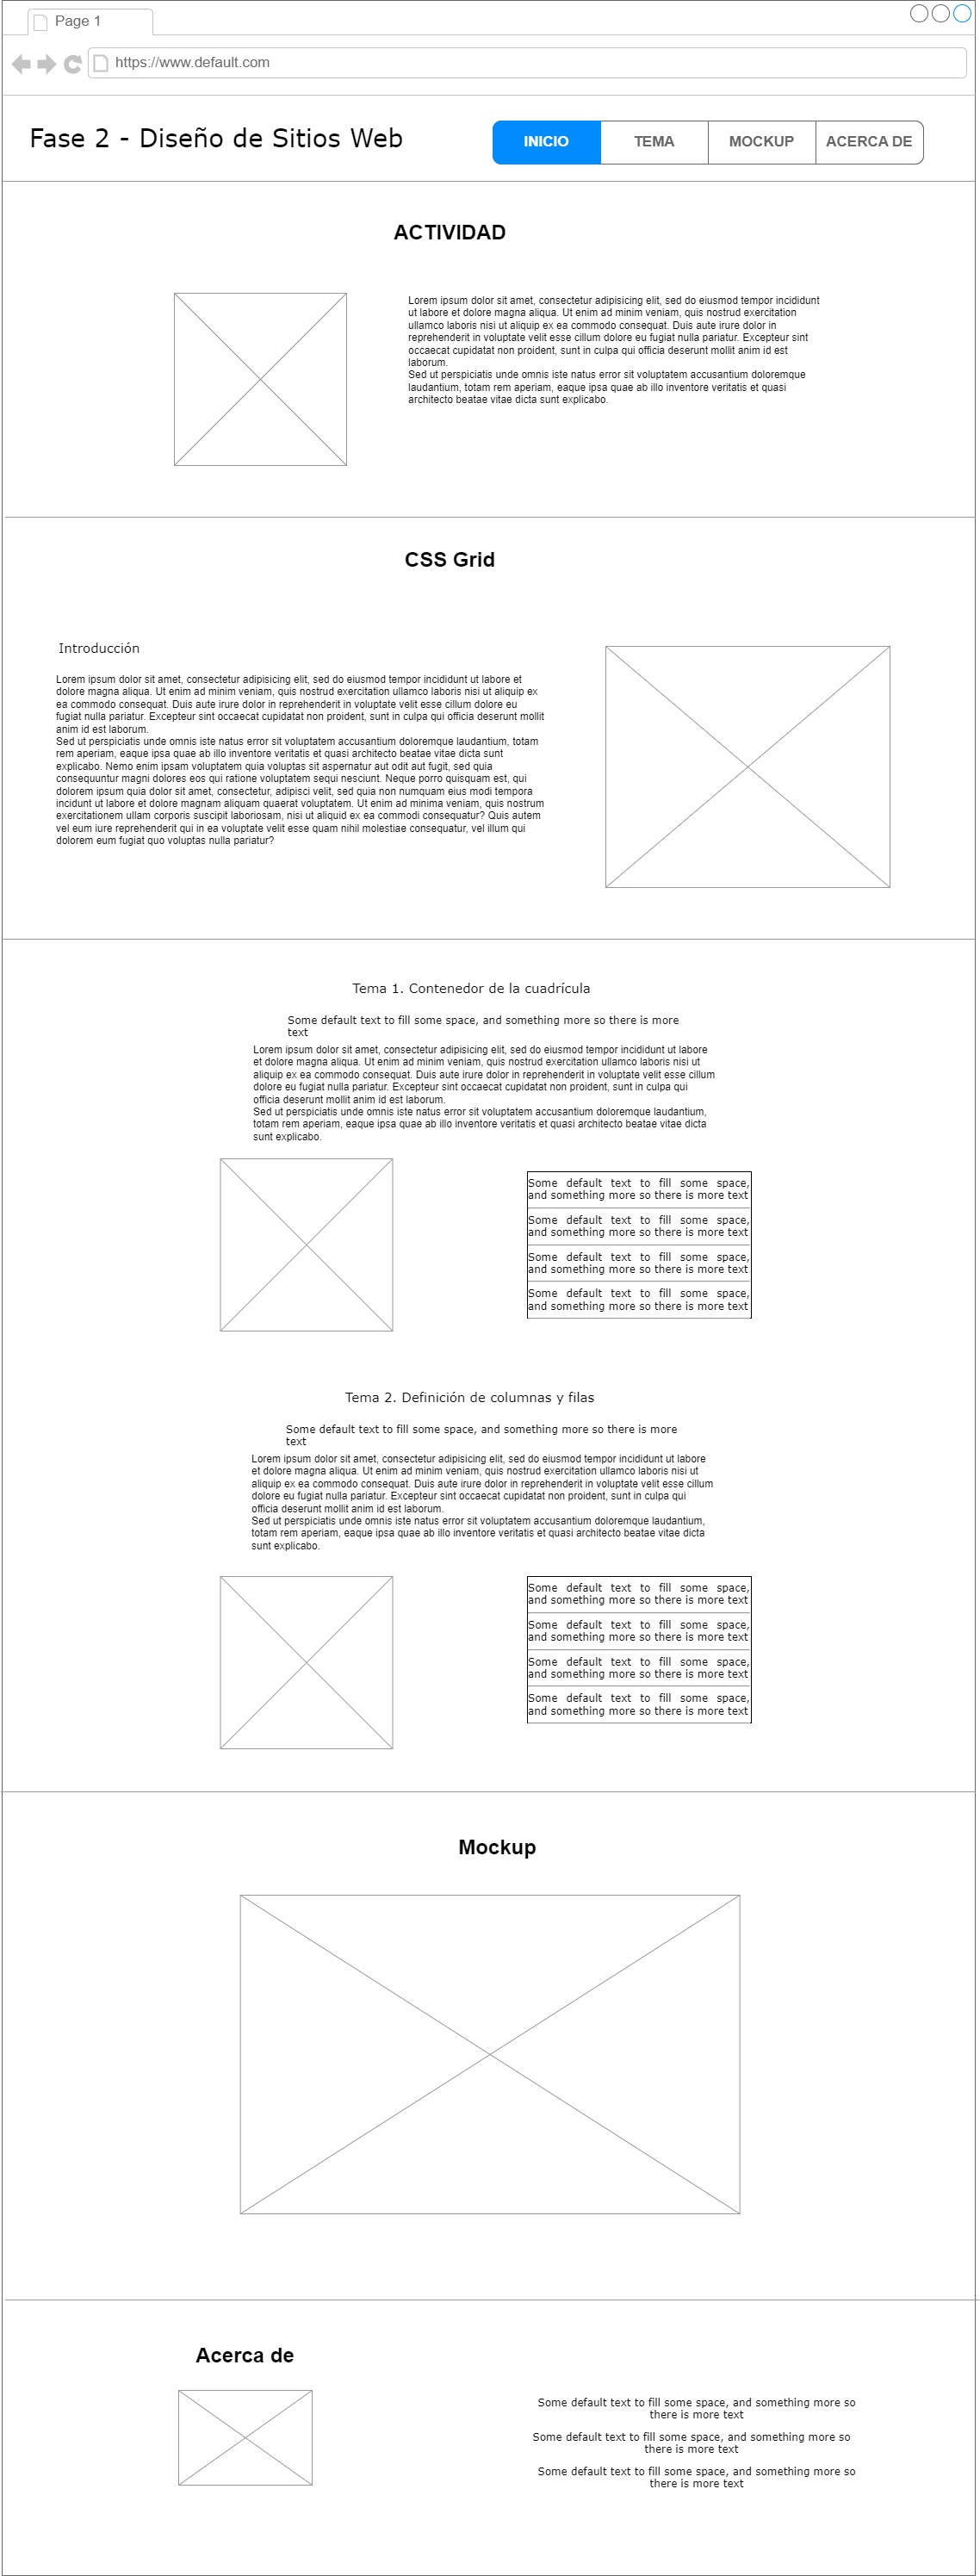 Page 1
https://www.default.com
Fase 2 - Diseño de Sitios Web
INICIO
TEMA
MOCKUP
ACERCA DE
ACTIVIDAD
Lorem ipsum dolor sit amet, consectetur adipisicing elit, sed do eiusmod tempor incididunt
ut labore et dolore magna aliqua. Ut enim ad minim veniam, quis nostrud exercitation
ullamco laboris nisi ut aliquip ex ea commodo consequat. Duis aute irure dolor in
reprehenderit in voluptate velit esse cillum dolore eu fugiat nulla pariatur. Excepteur sint
occaecat cupidatat non proident, sunt in culpa qui officia deserunt mollit anim id est
laborum.
Sed ut perspiciatis unde omnis iste natus error sit voluptatem accusantium doloremque
laudantium, totam rem aperiam, eaque ipsa quae ab illo inventore veritatis et quasi
architecto beatae vitae dicta sunt explicabo.
CSS Grid
Introducción
Lorem ipsum dolor sit amet, consectetur adipisicing elit, sed do eiusmod tempor incididunt ut labore et
dolore magna aliqua. Ut enim ad minim veniam, quis nostrud exercitation ullamco laboris nisi ut aliquip ex
ea commodo consequat. Duis aute irure dolor in reprehenderit in voluptate velit esse cillum dolore eu
fugiat nulla pariatur. Excepteur sint occaecat cupidatat non proident, sunt in culpa qui officia deserunt mollit
anim id est laborum.
Sed ut perspiciatis unde omnis iste natus error sit voluptatem accusantium doloremque laudantium, totam
rem aperiam, eaque ipsa quae ab illo inventore veritatis et quasi architecto beatae vitae dicta sunt
explicabo. Nemo enim ipsam voluptatem quia voluptas sit aspernatur aut odit aut fugit, sed quia
consequuntur magni dolores eos qui ratione voluptatem sequi nesciunt. Neque porro quisquam est, qui
dolorem ipsum quia dolor sit amet, consectetur, adipisci velit, sed quia non numquam eius modi tempora
incidunt ut labore et dolore magnam aliquam quaerat voluptatem. Ut enim ad minima veniam, quis nostrum
exercitationem ullam corporis suscipit laboriosam, nisi ut aliquid ex ea commodi consequatur? Quis autem
vel eum iure reprehenderit qui in ea voluptate velit esse quam nihil molestiae consequatur, vel illum qui
dolorem eum fugiat quo voluptas nulla pariatur?
Tema 1. Contenedor de la cuadrícula
Some default text to fill some space, and something more so there is more
text
Lorem ipsum dolor sit amet, consectetur adipisicing elit, sed do eiusmod tempor incididunt ut labore
et dolore magna aliqua. Ut enim ad minim veniam, quis nostrud exercitation ullamco laboris nisi ut
aliquip ex ea commodo consequat. Duis aute irure dolor in reprehenderit in voluptate velit esse cillum
dolore eu fugiat nulla pariatur. Excepteur sint occaecat cupidatat non proident, sunt in culpa qui
officia deserunt mollit anim id est laborum.
Sed ut perspiciatis unde omnis iste natus error sit voluptatem accusantium doloremque laudantium,
totam rem aperiam, eaque ipsa quae ab illo inventore veritatis et quasi architecto beatae vitae dicta
sunt explicabo.
Some default text to fill some space,
and something more so there is more text
Some default text to fill some space,
and something more so there is more text
Some default text to fill some space,
and something more so there is more text
Some default text to fill some space,
and something more so there is more text
Tema 2. Definición de columnas y filas
Some default text to fill some space, and something more so there is more
text
Lorem ipsum dolor sit amet, consectetur adipisicing elit, sed do eiusmod tempor incididunt ut labore
et dolore magna aliqua. Ut enim ad minim veniam, quis nostrud exercitation ullamco laboris nisi ut
aliquip ex ea commodo consequat. Duis aute irure dolor in reprehenderit in voluptate velit esse cillum
dolore eu fugiat nulla pariatur. Excepteur sint occaecat cupidatat non proident, sunt in culpa qui
officia deserunt mollit anim id est laborum.
Sed ut perspiciatis unde omnis iste natus error sit voluptatem accusantium doloremque laudantium,
totam rem aperiam, eaque ipsa quae ab illo inventore veritatis et quasi architecto beatae vitae dicta
sunt explicabo.
Some default text to fill some space,
and something more so there is more text
Some default text to fill some space,
and something more so there is more text
Some default text to fill some space,
and something more so there is more text
Some default text to fill some space,
and something more so there is more text
Mockup
Acerca de
Some default text to fill some space, and something more so
there is more text
Some default text to fill some space, and something more so
there is more text
Some default text to fill some space, and something more so
there is more text